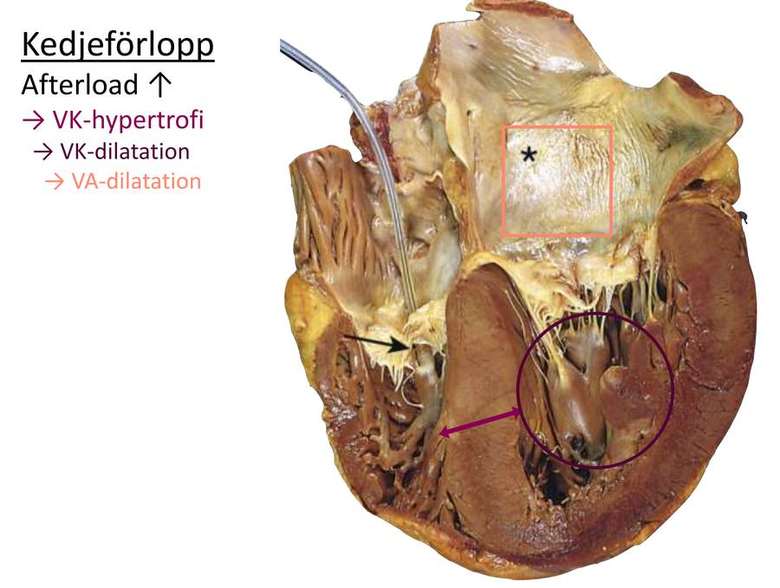 Kedjeförlopp
Afterload ↑
→ VK-hypertrofi
→ VK-dilatation
→ VA-dilatation
*